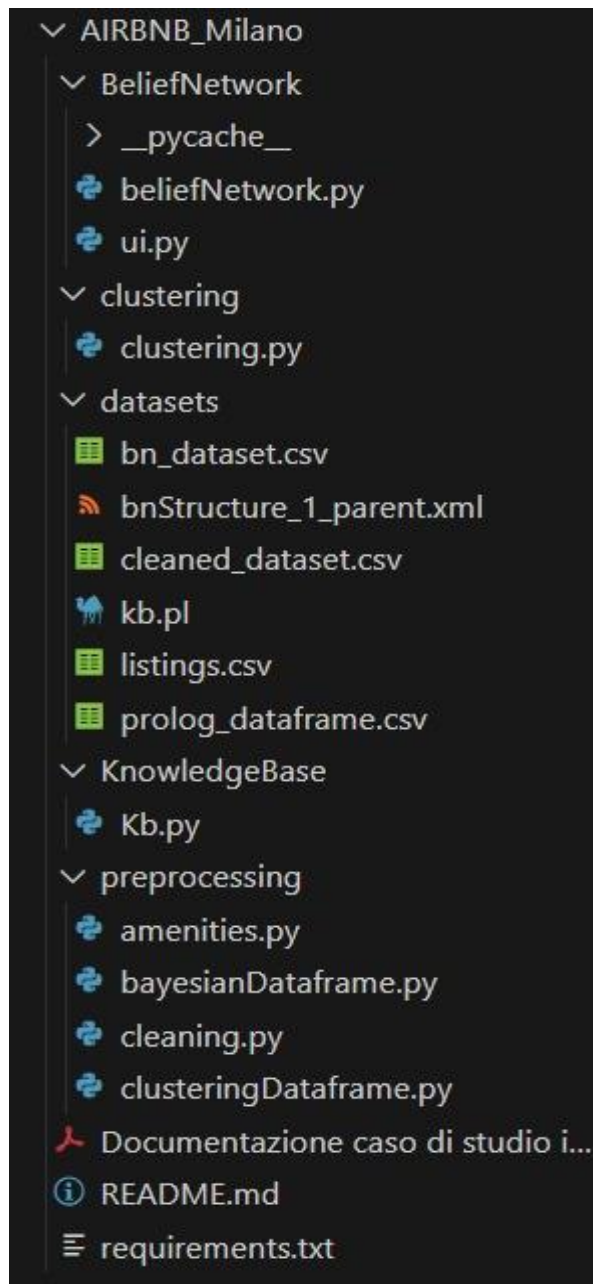 AIRBNB_Milano
BeliefNetwork
__pycache__
beliefNetwork.py
ui.py
clustering
clustering.py
datasets
bn_dataset.csv
bnStructure_1_parent.xml
cleaned_dataset.csv
kb.pl
listings.csv
prolog_dataframe.csv
KnowledgeBase
Kb.py
preprocessing
amenities.py
bayesianDataframe.py
cleaning.py
clusteringDataframe.py
Documentazione caso di studio i...
README.md
requirements.txt